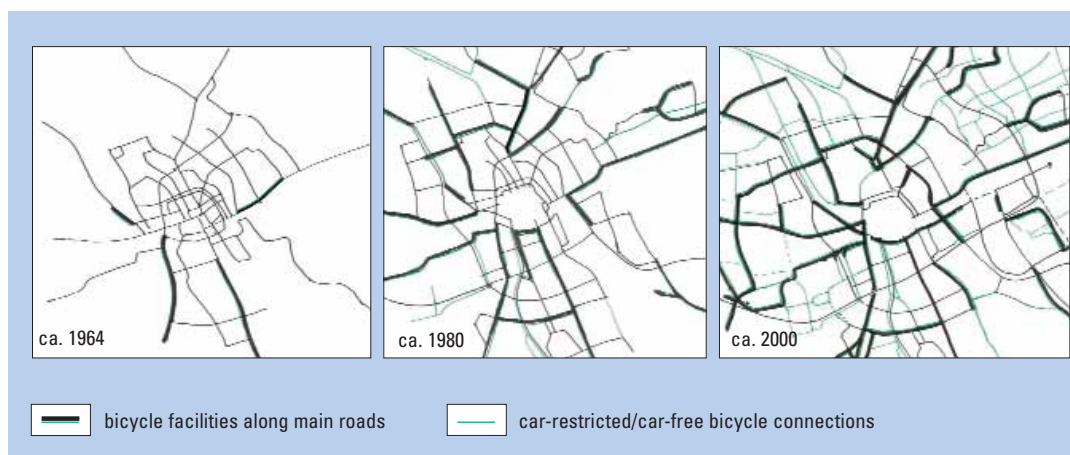 ca. 1964
ca. 1980
ca. 2000
bicycle facilities along main roads
car-restricted/car-free bicycle connections